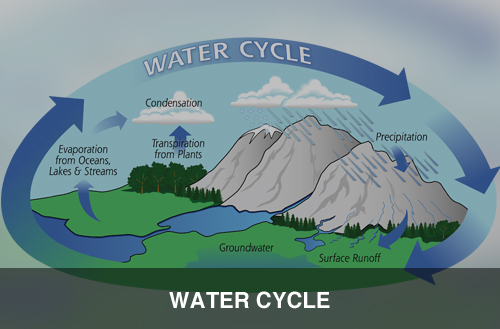 WATER CYCLE
Condensation
Precipitation
Evaporation
from Oceans,
Lakes & Streams
Transpiration
from Plants
Groundwater
Surface Runoff
WATER CYCLE